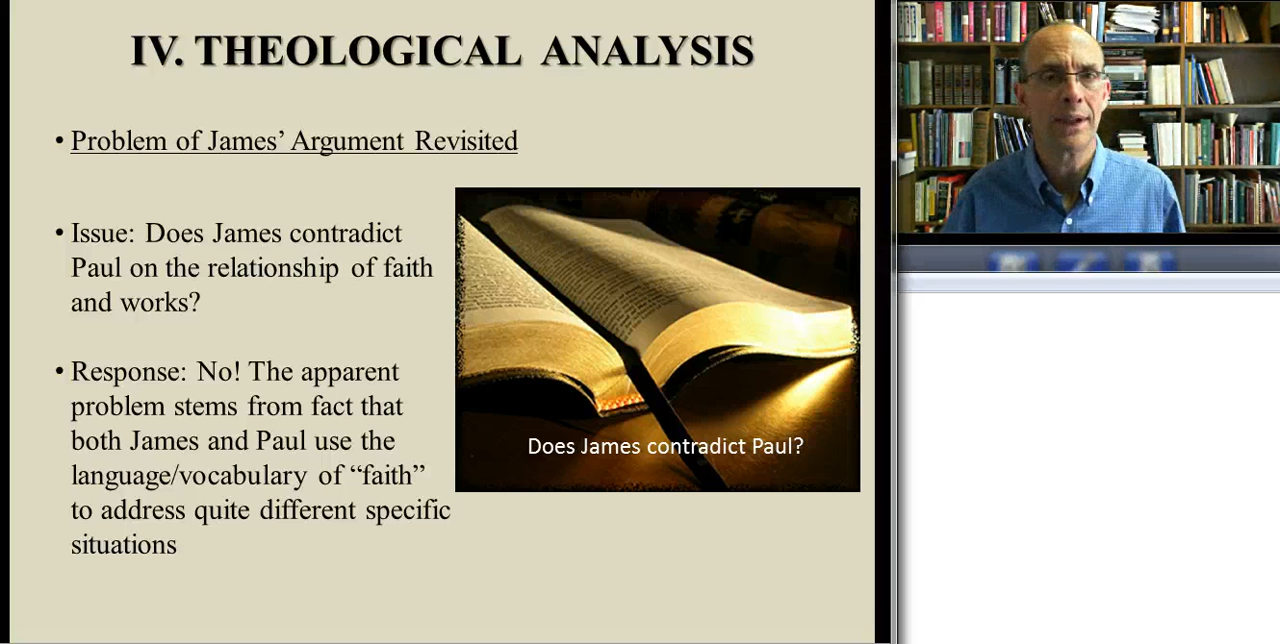 IV. THEOLOGICAL ANALYSIS
• Problem of James’ Argument Revisited
• Issue: Does James contradict
Paul on the relationship of faith
and works?
• Response: No! The apparent
problem stems from fact that
both James and Paul use the
language/vocabulary of “faith”
to address quite different specific
situations
Does James contradict Paul?